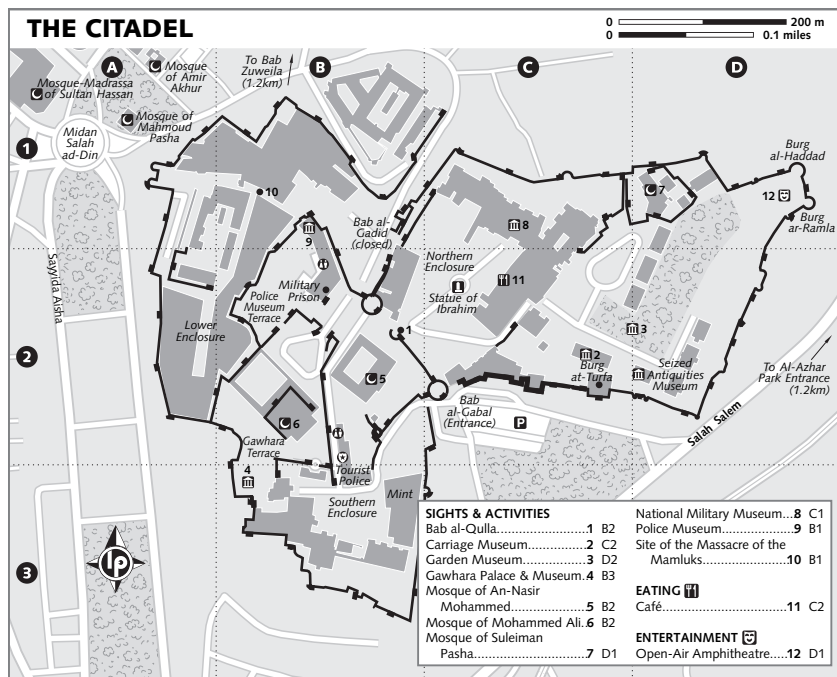 THE CITADEL
0 200 m
0 0.1 miles
A
B
C
D
1
2
3
Mosque-Madrassa
of Sultan Hassan
Mosque
of Amir
Akhur
To Bab
Zuweila
(1.2km)
Mosque of
Mahmoud
Pasha
Midan
Salah
ad-Din
Burg
al-Haddad
12
Burg
ar-Ramla
7
10
Bab al-
Gadid
(closed)
8
9
Northern
Enclosure
11
Statue of
Ibrahim
Military
Prison
Police
Museum
Terrace
Sayyida Aisha
Lower
Enclosure
1
3
2
Burg
at-Turfa
Seized
Antiquities
Museum
To Al-Azhar
Park Entrance
(1.2km)
5
Bab
al-Gabal
(Entrance)
P
Salah Salem
6
Gawhara
Terrace
4
Tourist
Police
Southern
Enclosure
Mint
lp
SIGHTS & ACTIVITIES
Bab al-Qulla....................1 B2
Carriage Museum..............2 C2
Garden Museum...............3 D2
Gawhara Palace & Museum.4 B3
Mosque of An-Nasir
Mohammed..................5 B2
Mosque of Mohammed Ali..6 B2
Mosque of Suleiman
Pasha...........................7 D1
National Military Museum...8 C1
Police Museum.................9 B1
Site of the Massacre of the
Mamluks....................10 B1
EATING
Café..............................11 C2
ENTERTAINMENT
Open-Air Amphitheatre.....12 D1